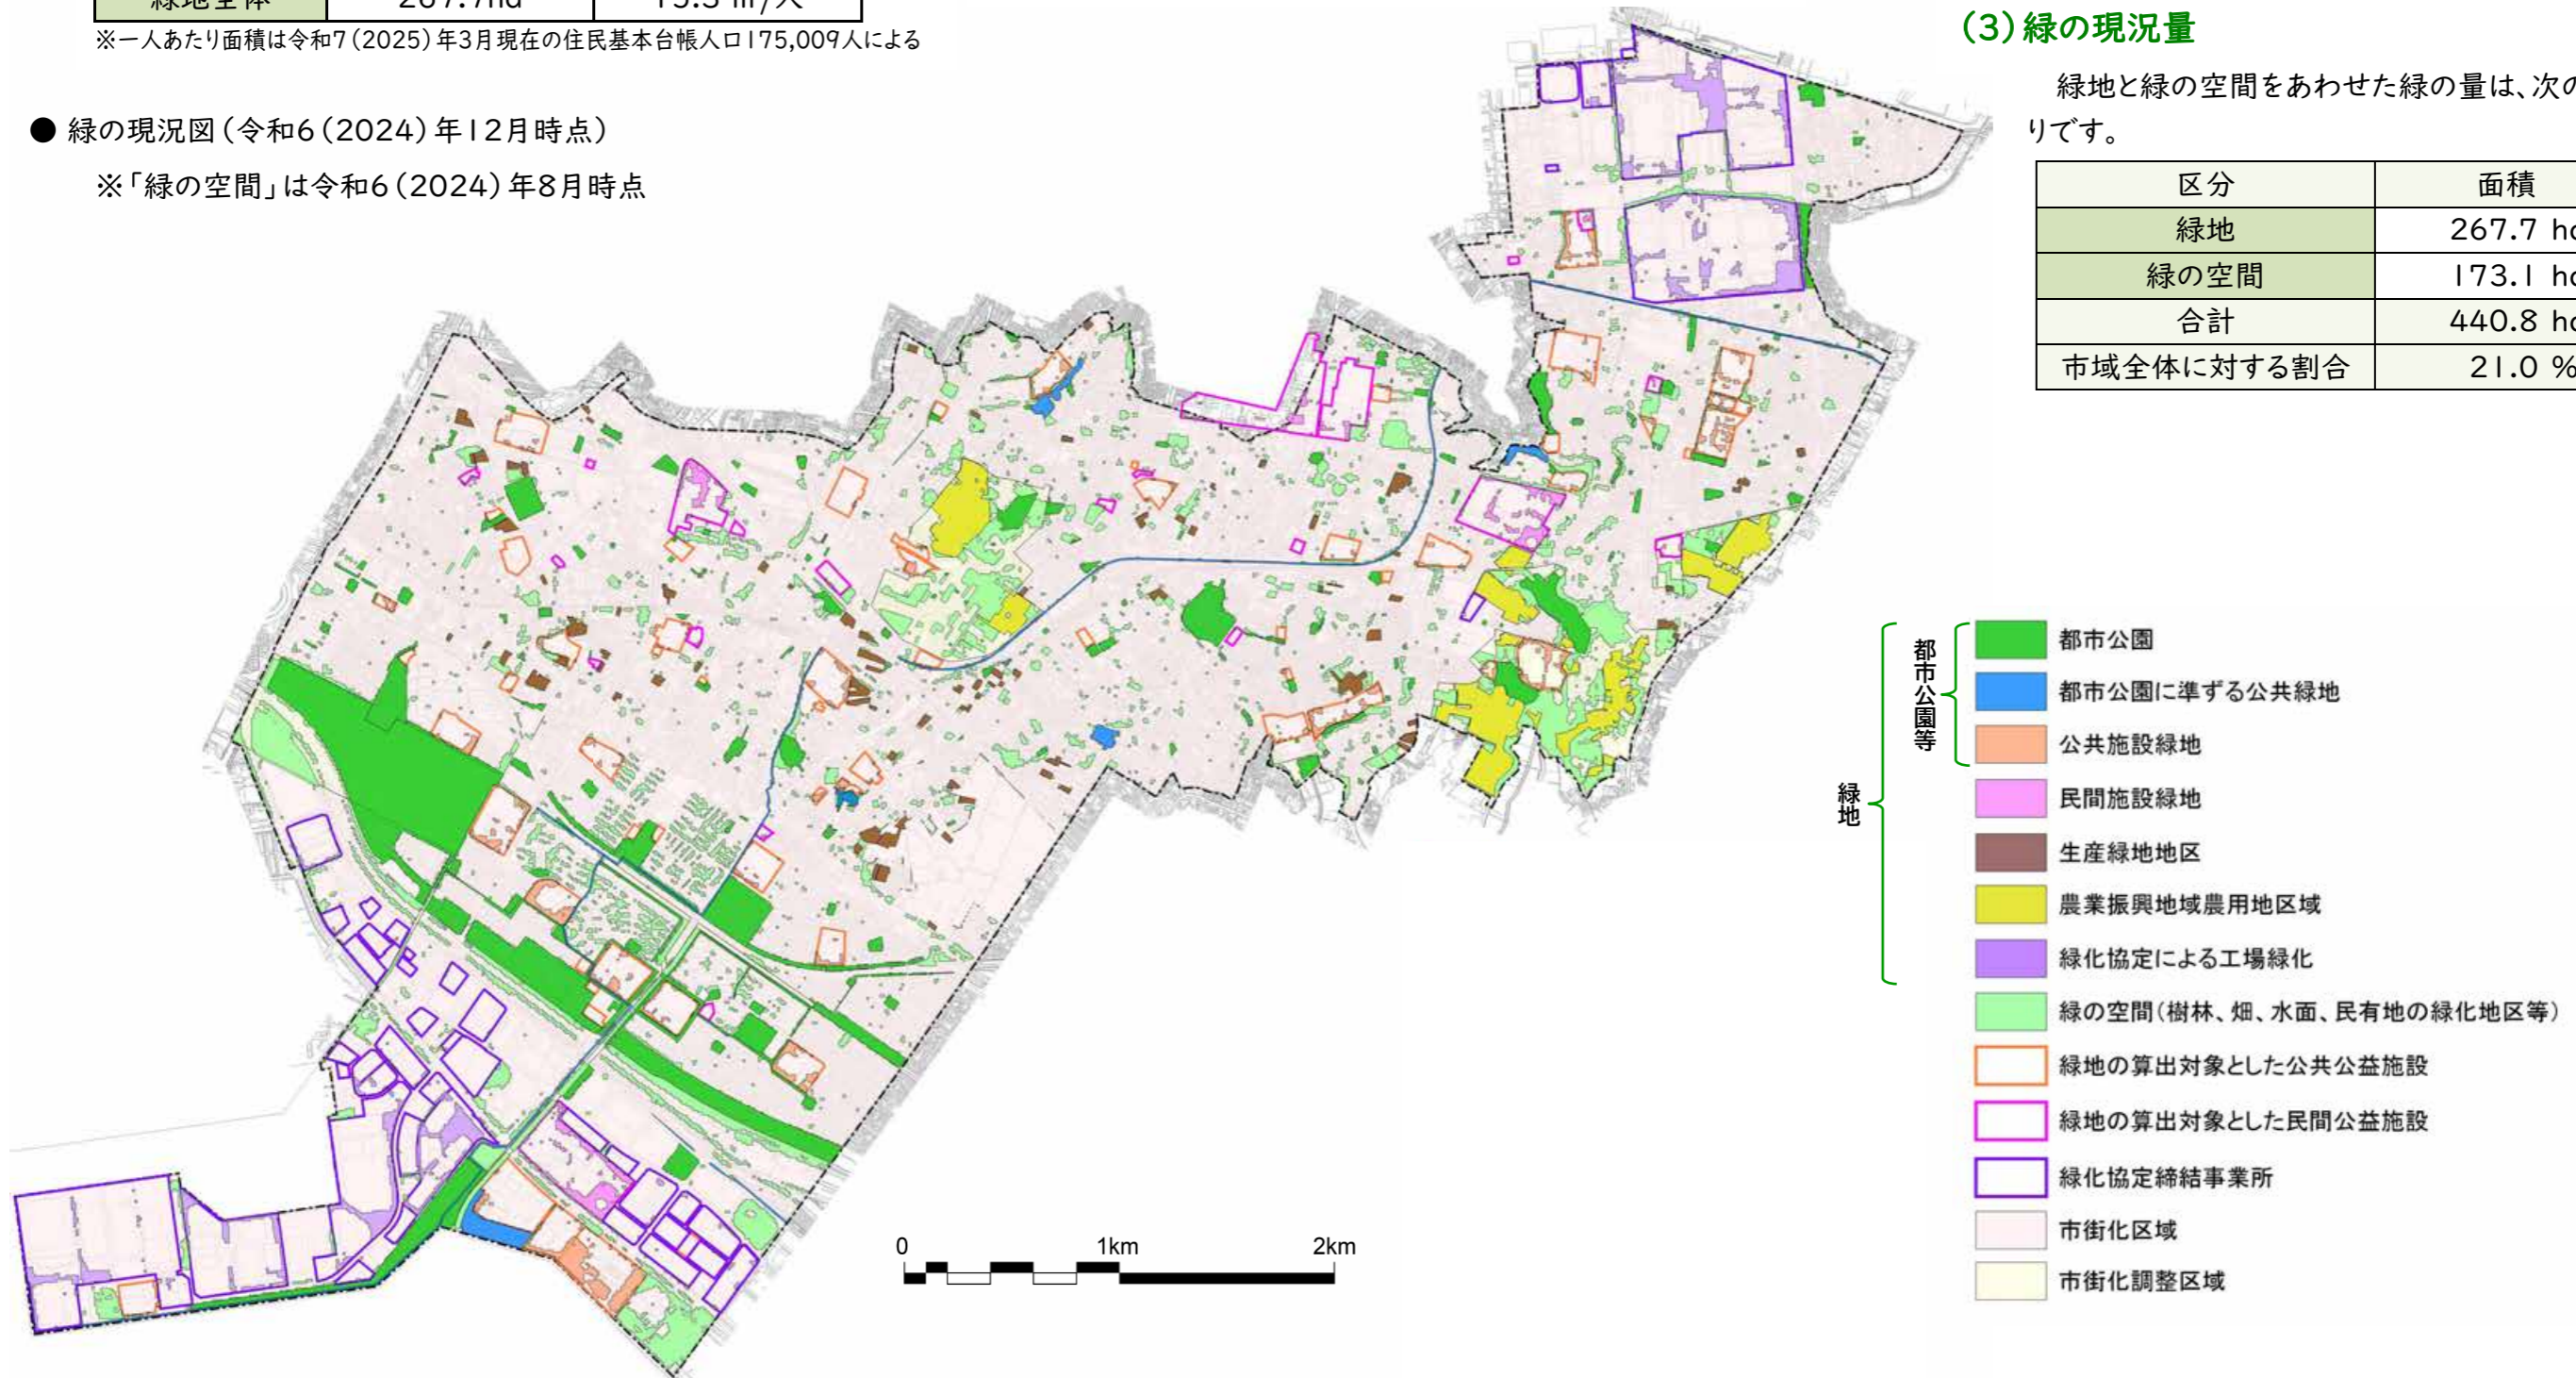 緑地全体 267.7ha 15.3㎡/人
※一人あたり面積は令和7(2025)年3月現在の住民基本台帳人口175,009人による
● 緑の現況図(令和6(2024)年12月時点)
※「緑の空間」は令和6(2024)年8月時点
(3)緑の現況量
緑地と緑の空間をあわせた緑の量は、次の
りです。
区分 面積
緑地 267.7 ha
緑の空間 173.1 ha
合計 440.8 ha
市域全体に対する割合 21.0 %
緑地
都市公園等
都市公園
都市公園に準ずる公共緑地
公共施設緑地
民間施設緑地
生産緑地地区
農業振興地域農用地区域
緑化協定による工場緑化
緑の空間(樹林、畑、水面、民有地の緑化地区等)
緑地の算出対象とした公共公益施設
緑地の算出対象とした民間公益施設
緑化協定締結事業所
市街化区域
市街化調整区域
0 1km 2km